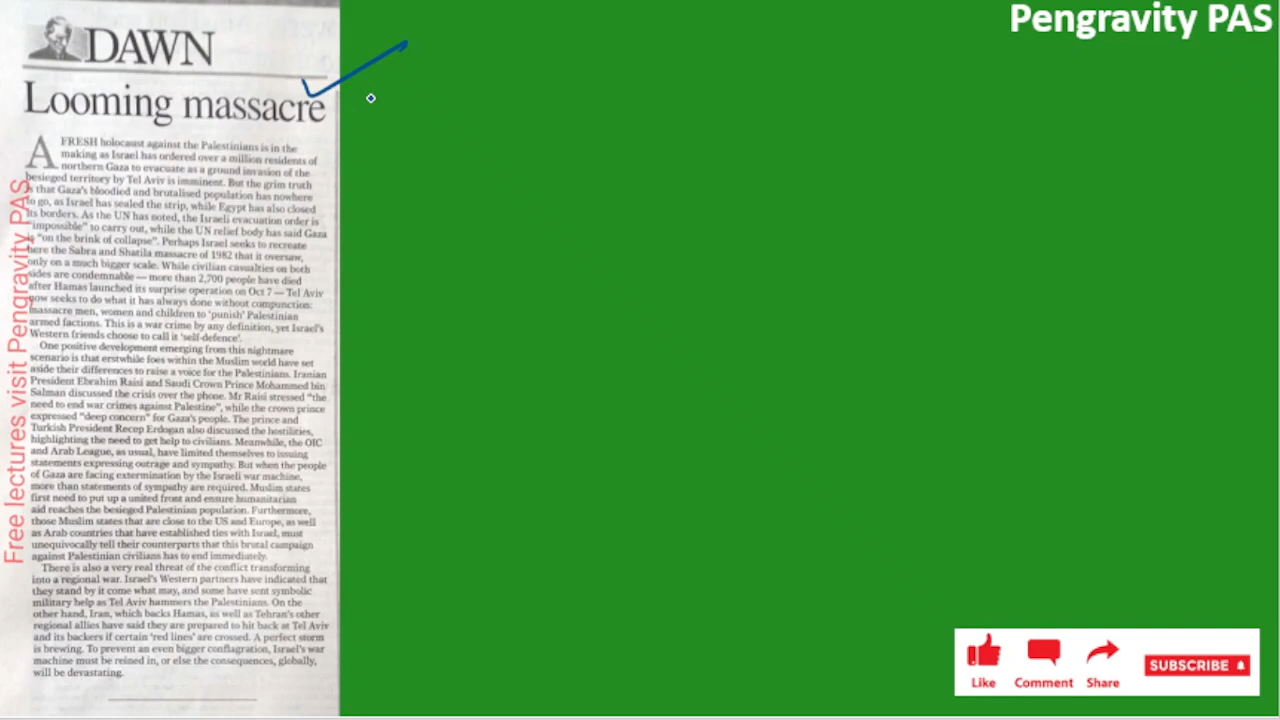 Pengravity PAS
DAWN
Looming massacre
A FRESH holocaust against the Palestinians is in the
making as Israel has ordered over a million residents of
northern Gaza to evacuate as a ground invasion of the
besieged territory by Tel Aviv is imminent. But the grim truth
is that Gaza's bloodied and brutalised population has nowhere
to go, as Israel has sealed the strip, while Egypt has also closed
its borders. As the UN has noted, the Israeli evacuation order is
"impossible" to carry out, while the UN relief body has said Gaza
is "on the brink of collapse". Perhaps Israel seeks to recreate
here the Sabra and Shatila massacre of 1982 that it oversaw,
only on a much bigger scale. While civilian casualties on both
sides are condemnable — more than 2,700 people have died
after Hamas launched its surprise operation on Oct 7 — Tel Aviv
now seeks to do what it has always done without compunction:
massacre men, women and children to 'punish' Palestinian
armed factions. This is a war crime by any definition, yet Israel's
Western friends choose to call it 'self-defence'.
One positive development emerging from this nightmare
scenario is that erstwhile foes within the Muslim world have set
aside their differences to raise a voice for the Palestinians. Iranian
President Ebrahim Raisi and Saudi Crown Prince Mohammed bin
Salman discussed the crisis over the phone. Mr Raisi stressed "the
need to end war crimes against Palestine", while the crown prince
expressed "deep concern" for Gaza's people. The prince and
Turkish President Recep Erdogan also discussed the hostilities,
highlighting the need to get help to civilians. Meanwhile, the OIC
and Arab League, as usual, have limited themselves to issuing
statements expressing outrage and sympathy. But when the people
of Gaza are facing extermination by the Israeli war machine,
more than statements of sympathy are required. Muslim states
first need to put up a united front and ensure humanitarian
aid reaches the besieged Palestinian population. Furthermore,
those Muslim states that are close to the US and Europe, as well
as Arab countries that have established ties with Israel, must
unequivocally tell their counterparts that this brutal campaign
against Palestinian civilians has to end immediately.
There is also a very real threat of the conflict transforming
into a regional war. Israel's Western partners have indicated that
they stand by it come what may, and some have sent symbolic
military help as Tel Aviv hammers the Palestinians. On the
other hand, Iran, which backs Hamas, as well as Tehran's other
regional allies have said they are prepared to hit back at Tel Aviv
and its backers if certain 'red lines' are crossed. A perfect storm
is brewing. To prevent an even bigger conflagration, Israel's war
machine must be reined in, or else the consequences, globally,
will be devastating.
Free lectures visit Pengravity PAS
Like
Comment
Share
SUBSCRIBE